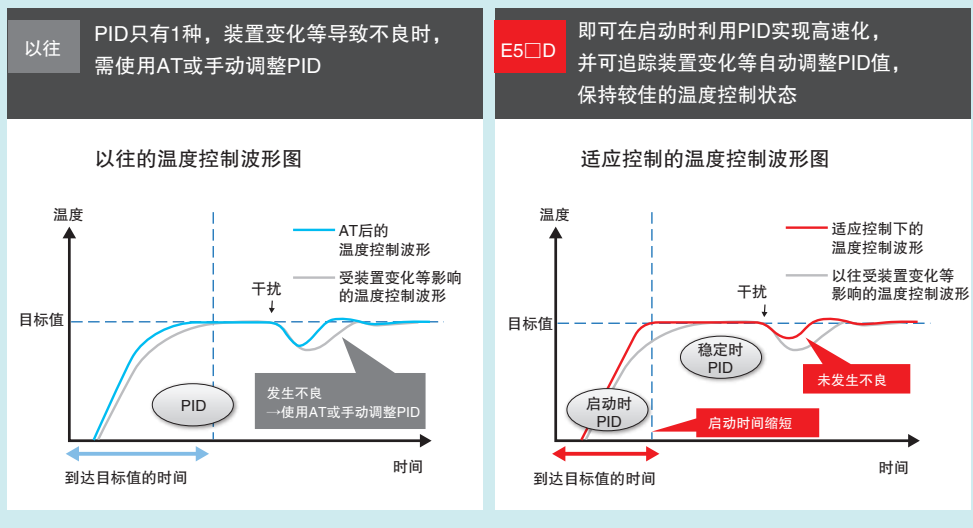 以往
PID只有1种，装置变化等导致不良时，
需使用AT或手动调整PID
以往的温度控制波形图
温度
AT后的
温度控制波形
受装置变化等影响
的温度控制波形
干扰
目标值
PID
发生不良
→使用AT或手动调整PID
时间
到达目标值的时间
E5□D
即可在启动时利用PID实现高速化，
并可追踪装置变化等自动调整PID值，
保持较佳的温度控制状态
适应控制的温度控制波形图
温度
适应控制下的
温度控制波形
以往受装置变化等
影响的温度控制波形
干扰
目标值
稳定时
PID
未发生不良
启动时
PID
启动时间缩短
时间
到达目标值的时间